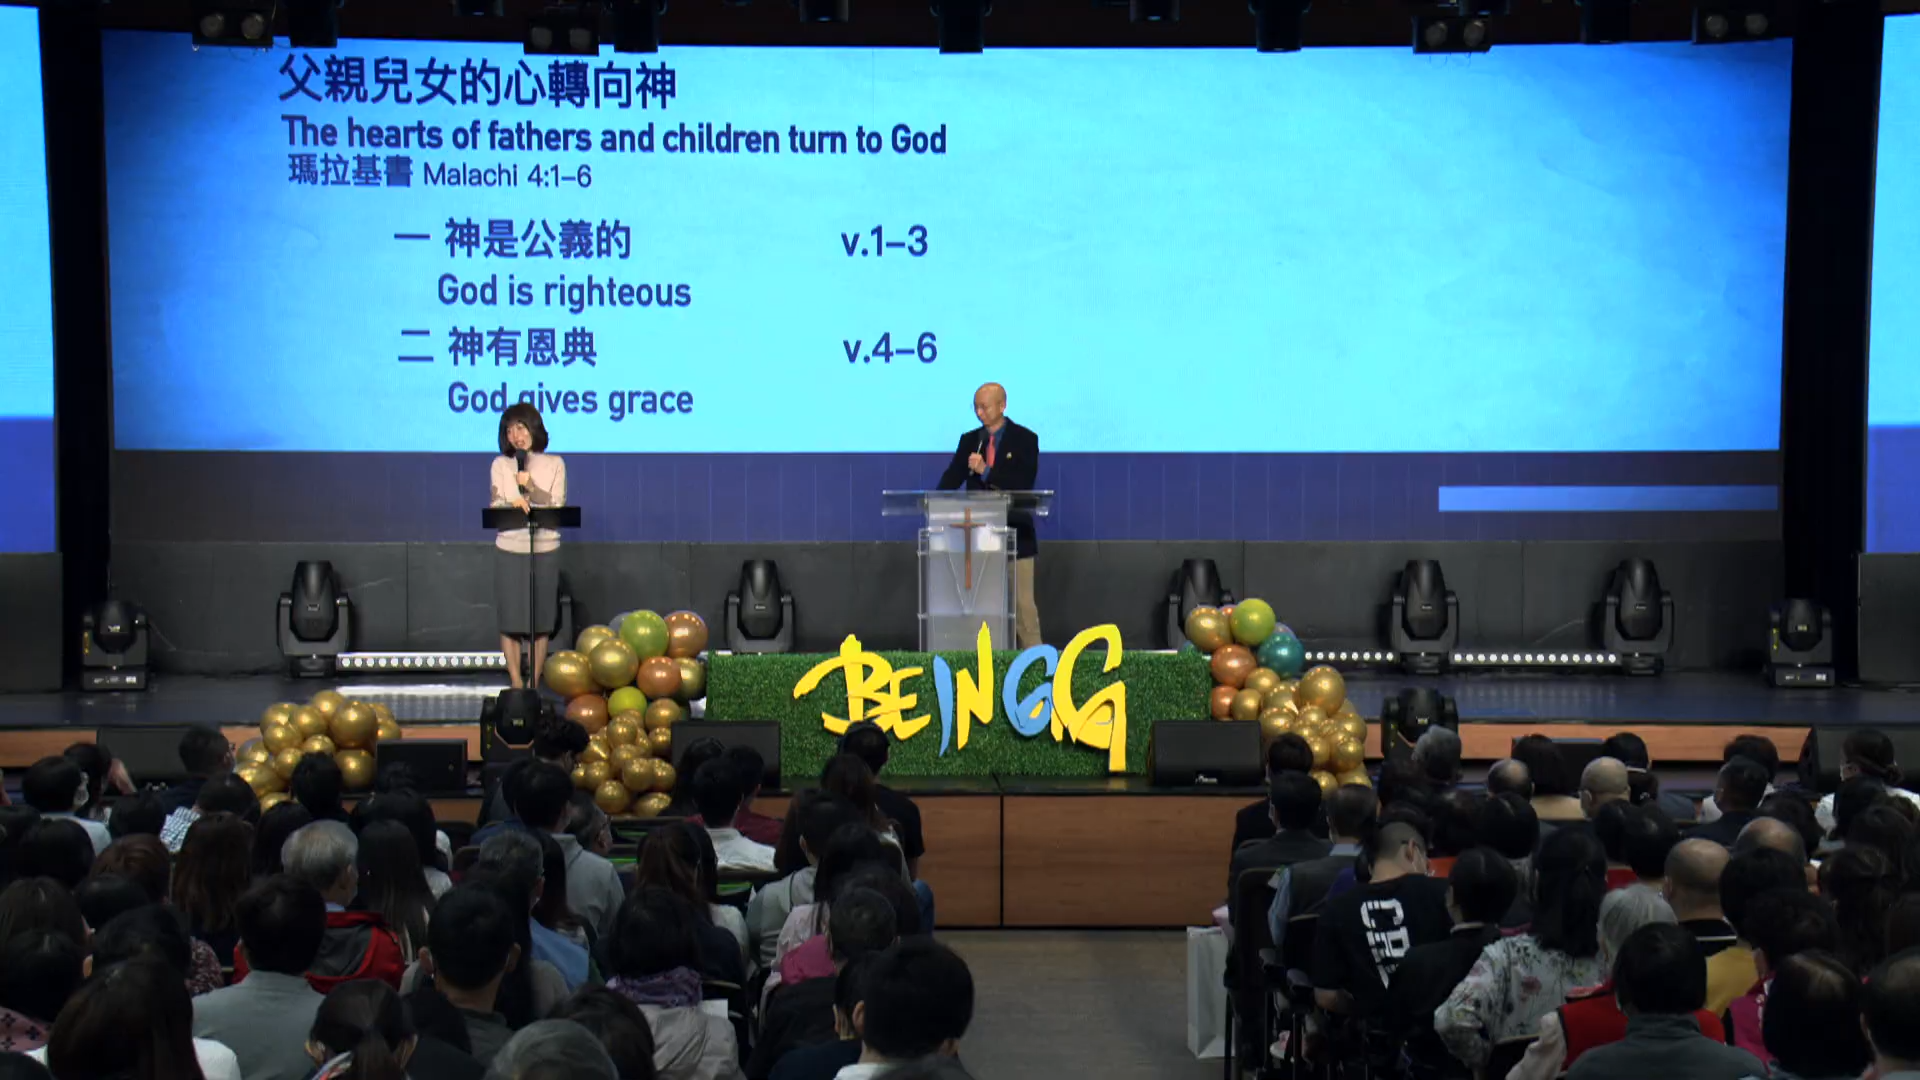 父親兒女的心轉向神
The hearts of fathers and children turn to God
瑪拉基書 Malachi 4:1–6
一 神是公義的 v.1–3
God is righteous
二 神有恩典 v.4–6
God gives grace
BEING